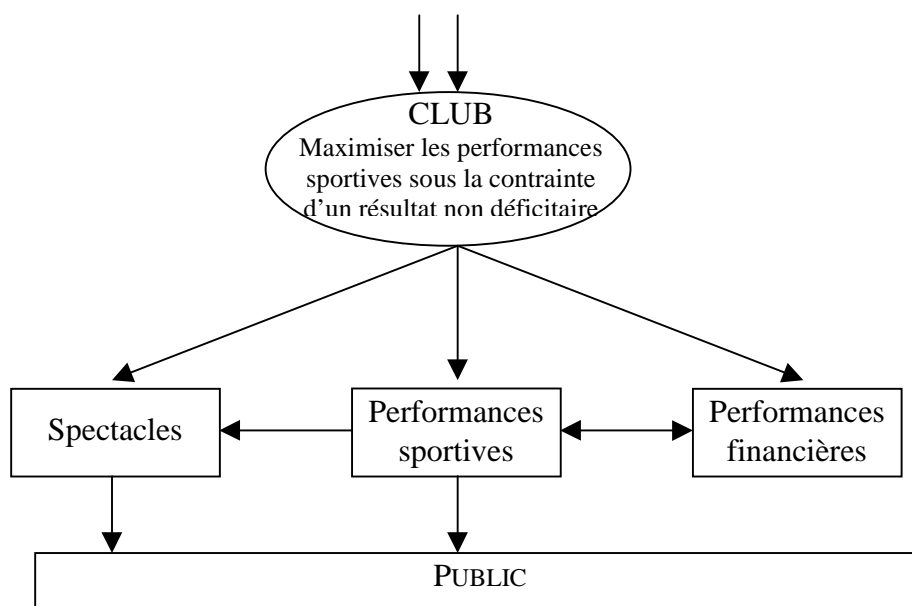 CLUB
Maximiser les performances
sportives sous la contrainte
d'un résultat non déficitaire
Spectacles
Performances
sportives
Performances
financières
PUBLIC